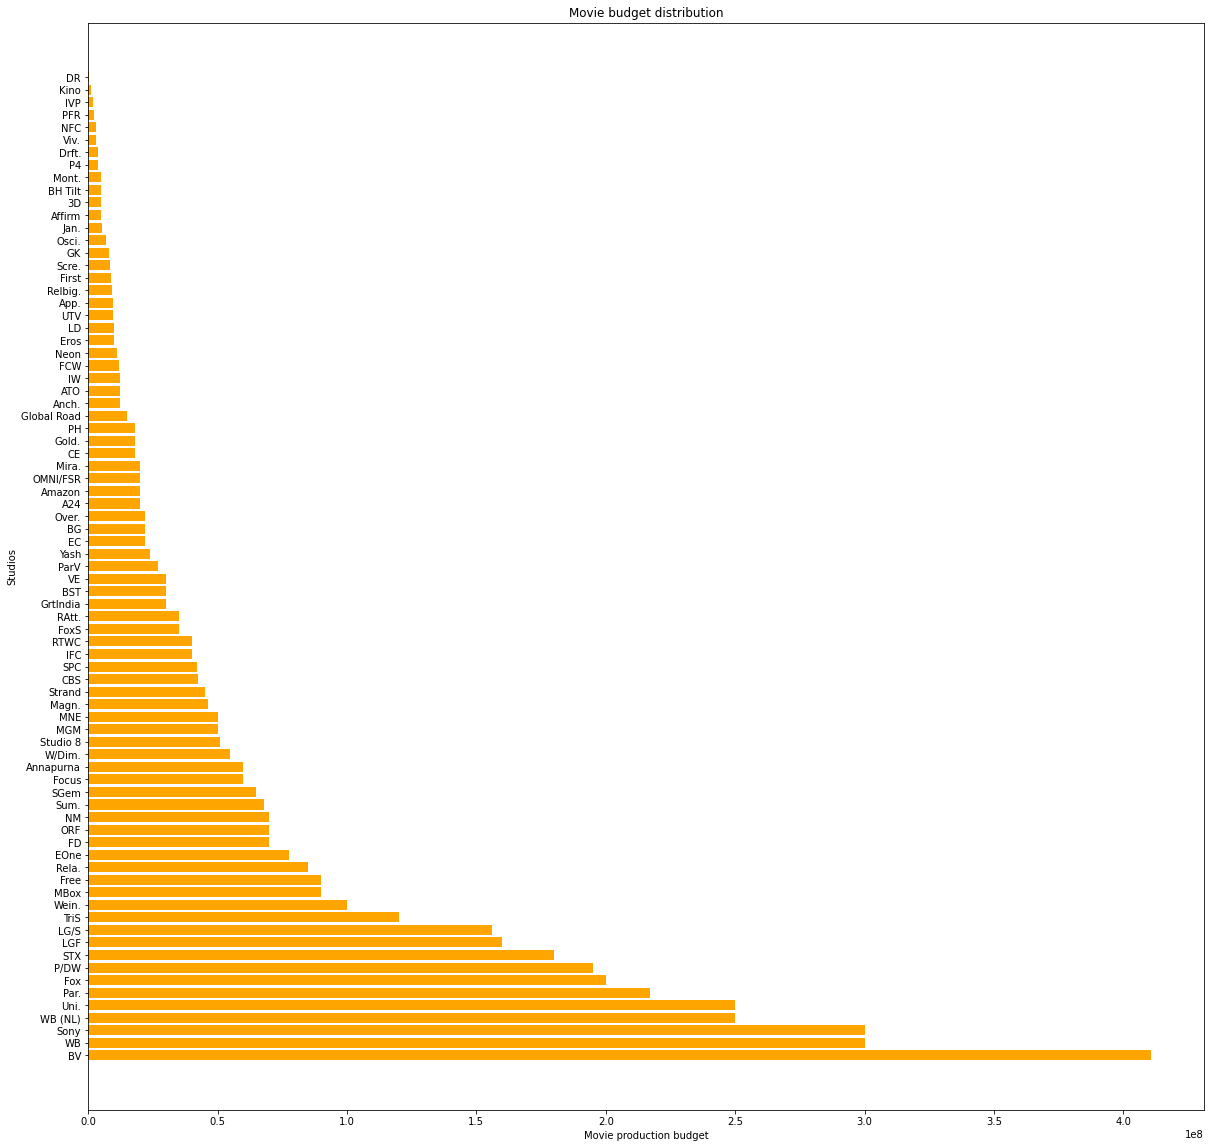 Movie budget distribution
DR
Kino
IVP
PFR
NFC
Viv.
Drft.
P4
Mont.
BH Tilt
3D
Affirm
Jan.
Osci.
GK
Scre.
First
Relbig.
App.
UTV
LD
Eros
Neon
FCW
IW
ATO
Anch.
Global Road
PH
Gold.
CE
Mira.
OMNI/FSR
Amazon
A24
Over.
BG
EC
Yash
ParV
VE
BST
GrtIndia
RAtt.
FoxS
RTWC
IFC
SPC
CBS
Strand
Magn.
MNE
MGM
Studio 8
W/Dim.
Annapurna
Focus
SGem
Sum.
NM
ORF
FD
EOne
Rela.
Free
MBox
Wein.
TriS
LG/S
LGF
STX
P/DW
Fox
Par.
Uni.
WB (NL)
Sony
WB
BV
Studios
0.0 0.5 1.0 1.5 2.0 2.5 3.0 3.5 4.0
Movie production budget
1e8